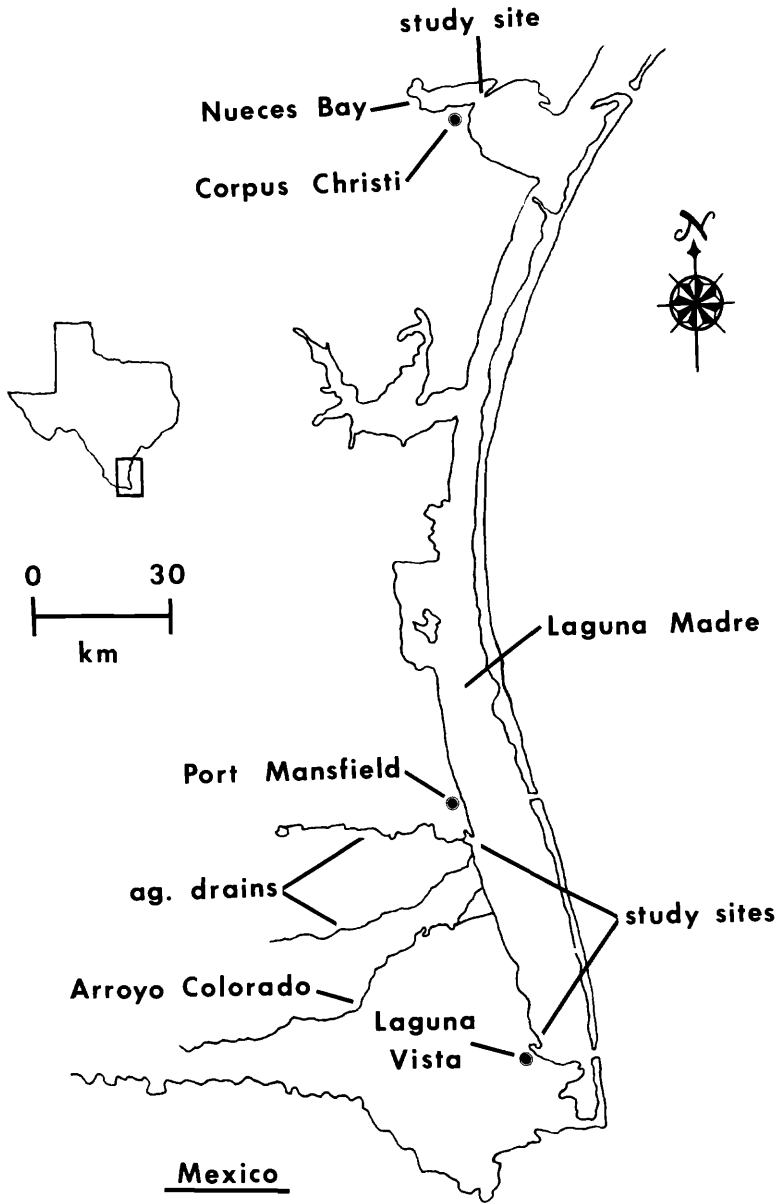 study site
Nueces Bay
Corpus Christi
N
0 30
km
Laguna Madre
Port Mansfield
ag. drains
study sites
Arroyo Colorado
Laguna
Vista
Mexico